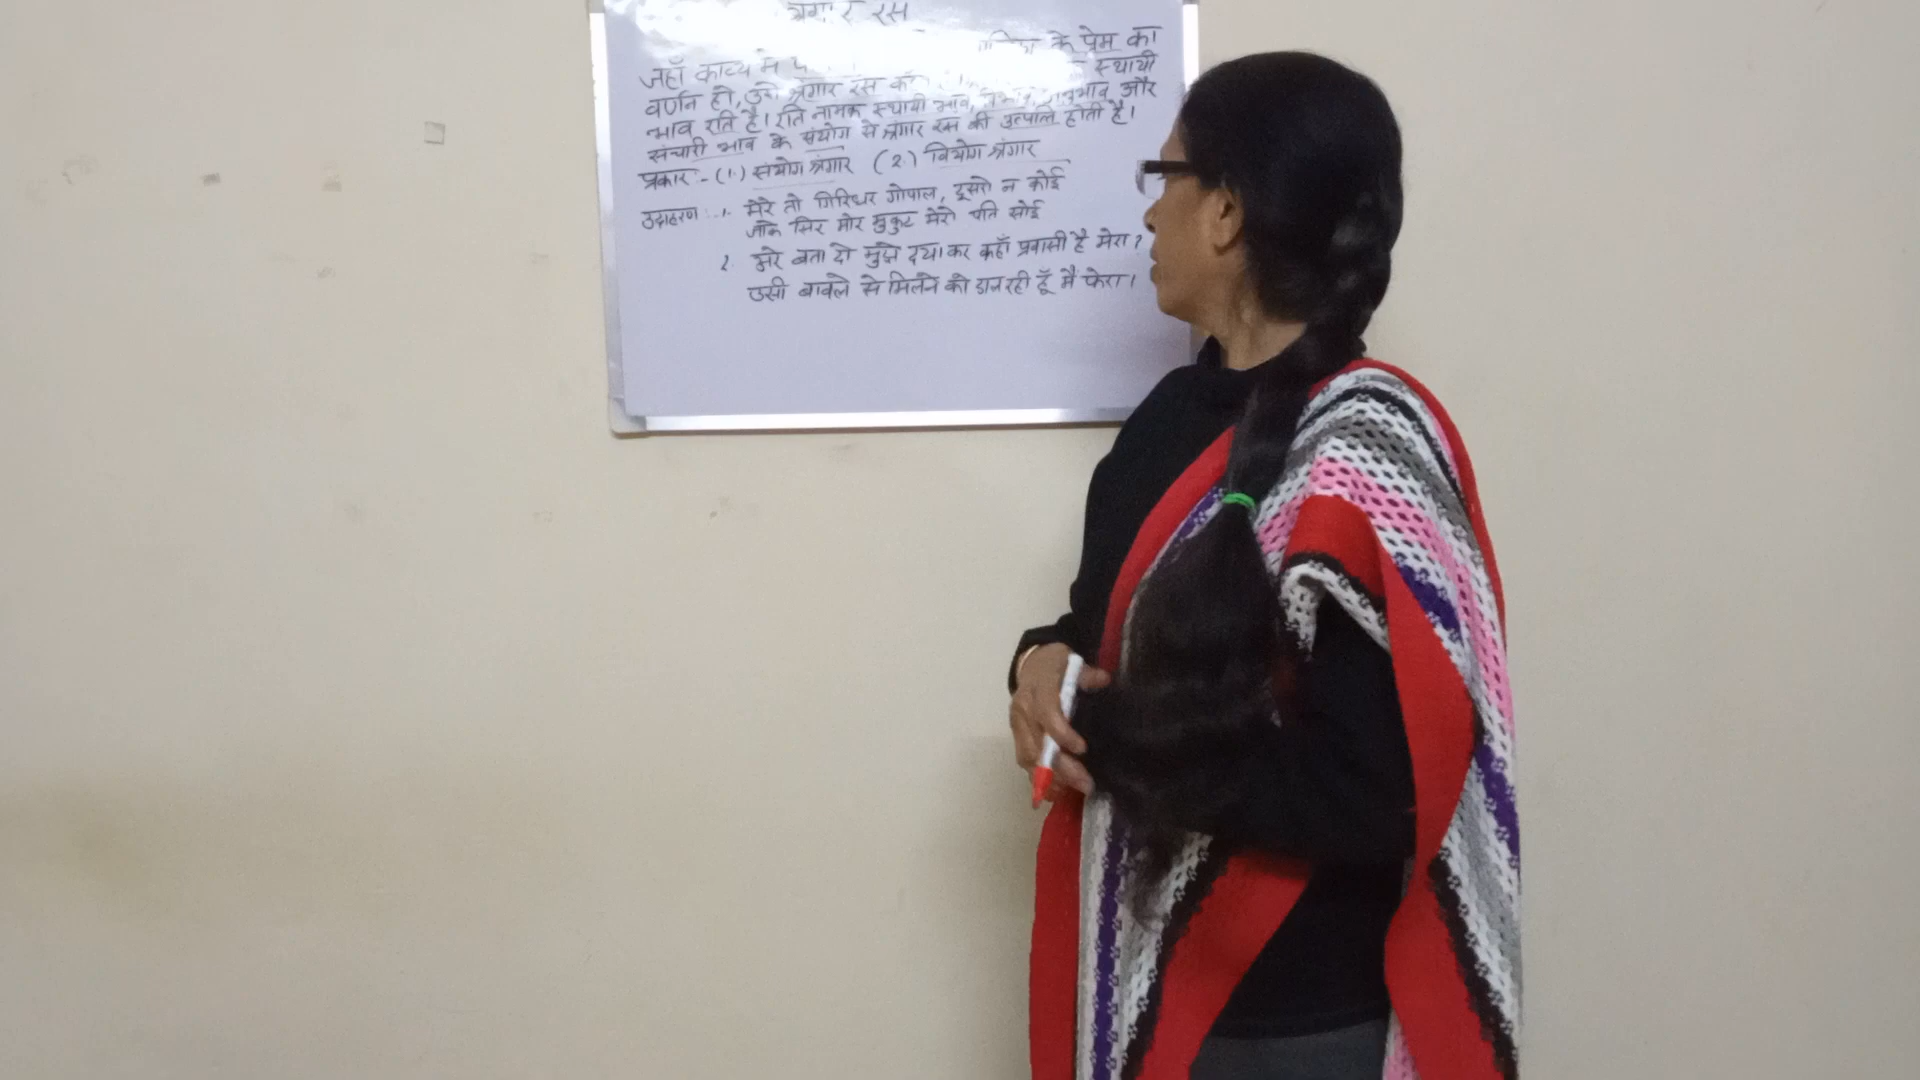 श्रंगार रस
जहाँ काव्य में के प्रेम का
वर्णन हो, उसे श्रंगार रस स्थायी
भाव रति है। रति नामक स्थायी भाव, अनुभाव और
संचारी भाव के संयोग से श्रंगार रस की उत्पत्ति होती है।
प्रकार :- (1.) संयोग श्रंगार (2.) वियोग श्रंगार
उदाहरण :- 1. मेरे तो गिरिधर गोपाल, दूसरो न कोई
जाके सिर मोर मुकुट मेरो पति सोई
2. अरे बता दो मुझे दया कर कहाँ प्रवासी है मेरा ?
उसी बावले से मिलने को डाल रही हूँ मैं फेरा।